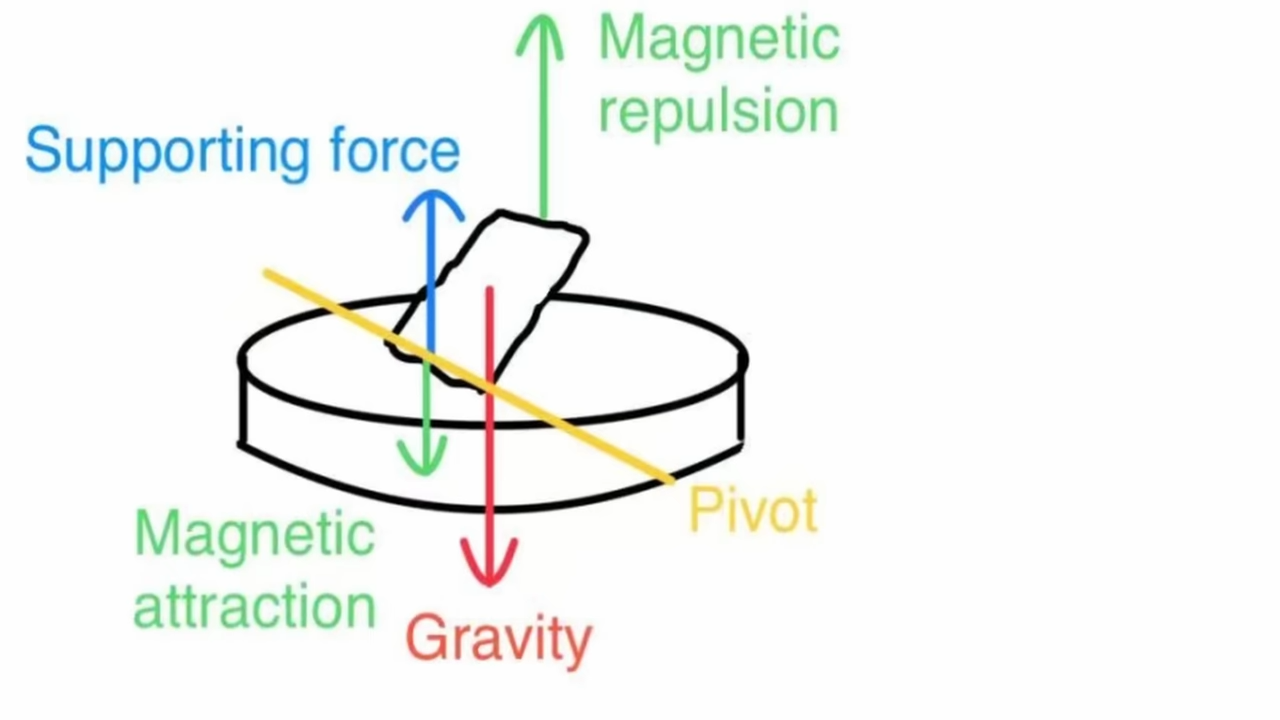 Magnetic
repulsion
Supporting force
Pivot
Magnetic
attraction
Gravity